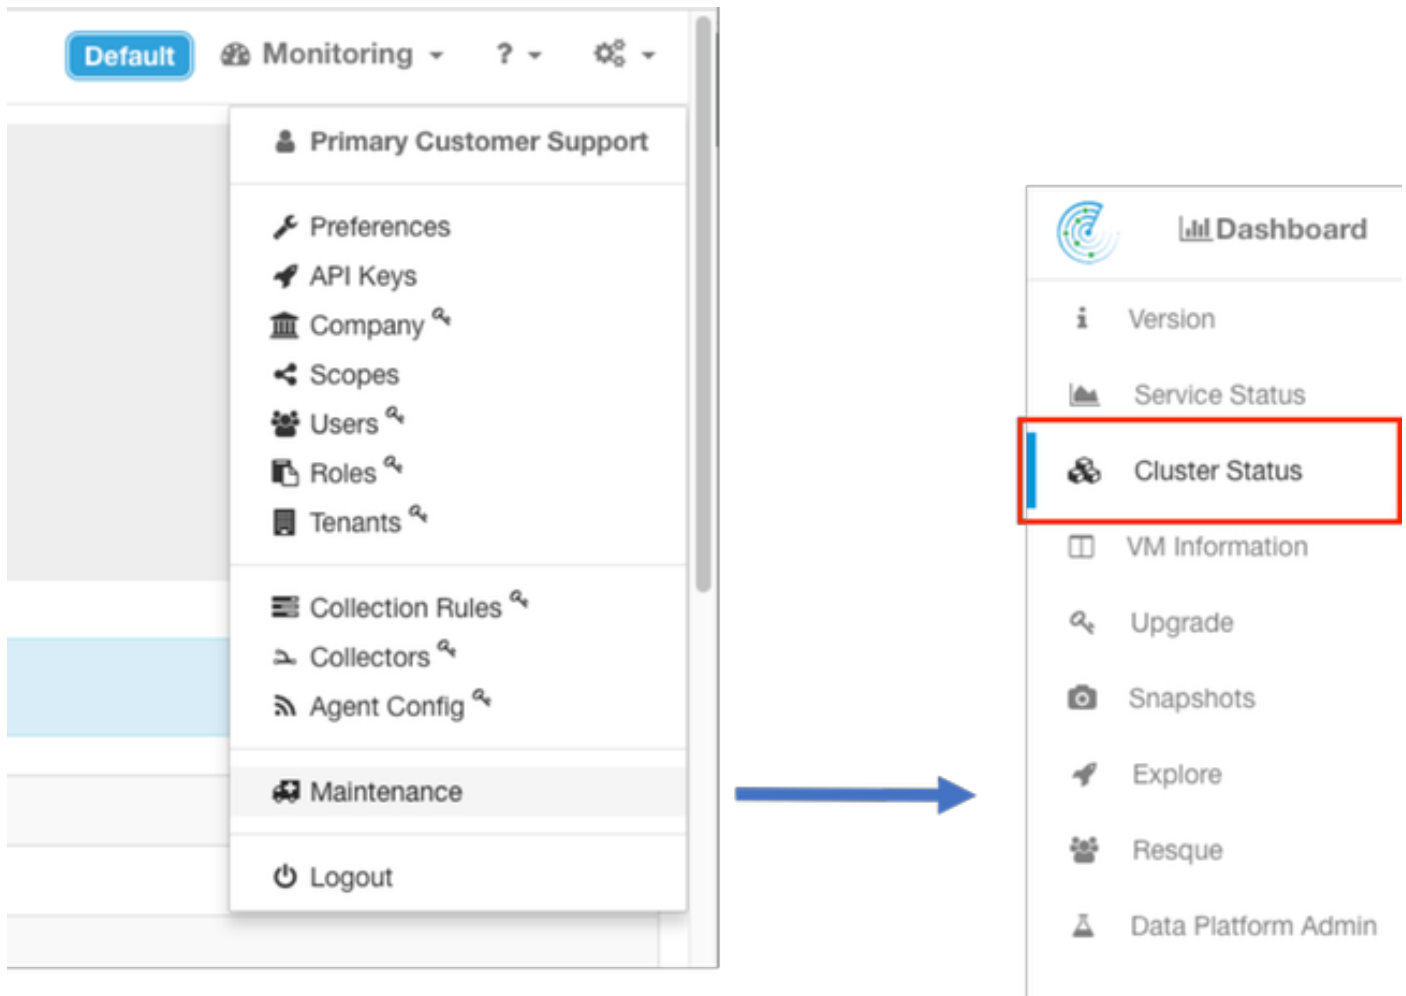 Default Monitoring ?
Primary Customer Support
Preferences
API Keys
Company
Scopes
Users
Roles
Tenants
Collection Rules
Collectors
Agent Config
Maintenance
Logout
Dashboard
Version
Service Status
Cluster Status
VM Information
Upgrade
Snapshots
Explore
Resque
Data Platform Admin